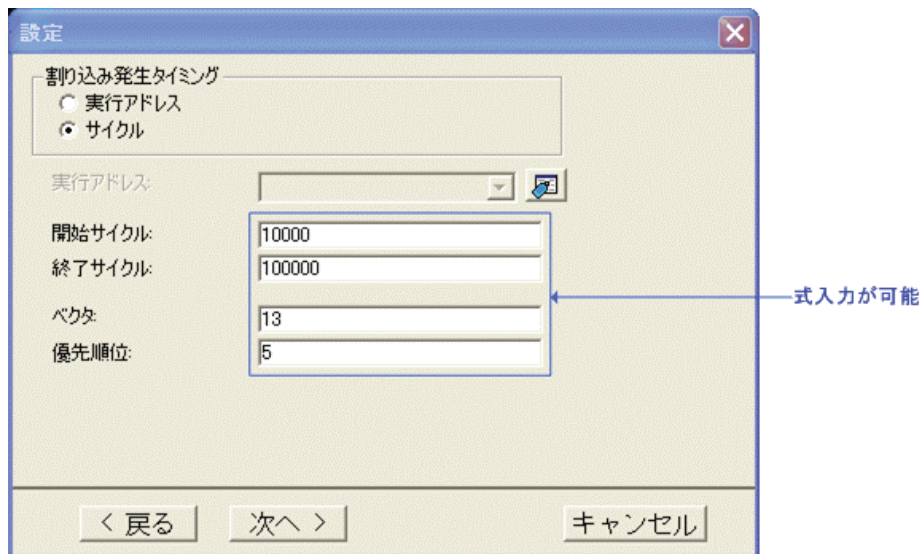 設定
割り込み発生タイミング
実行アドレス
サイクル
実行アドレス:
開始サイクル: 10000
終了サイクル: 100000
ベクタ: 13
優先順位: 5
式入力が可能
< 戻る 次へ > キャンセル